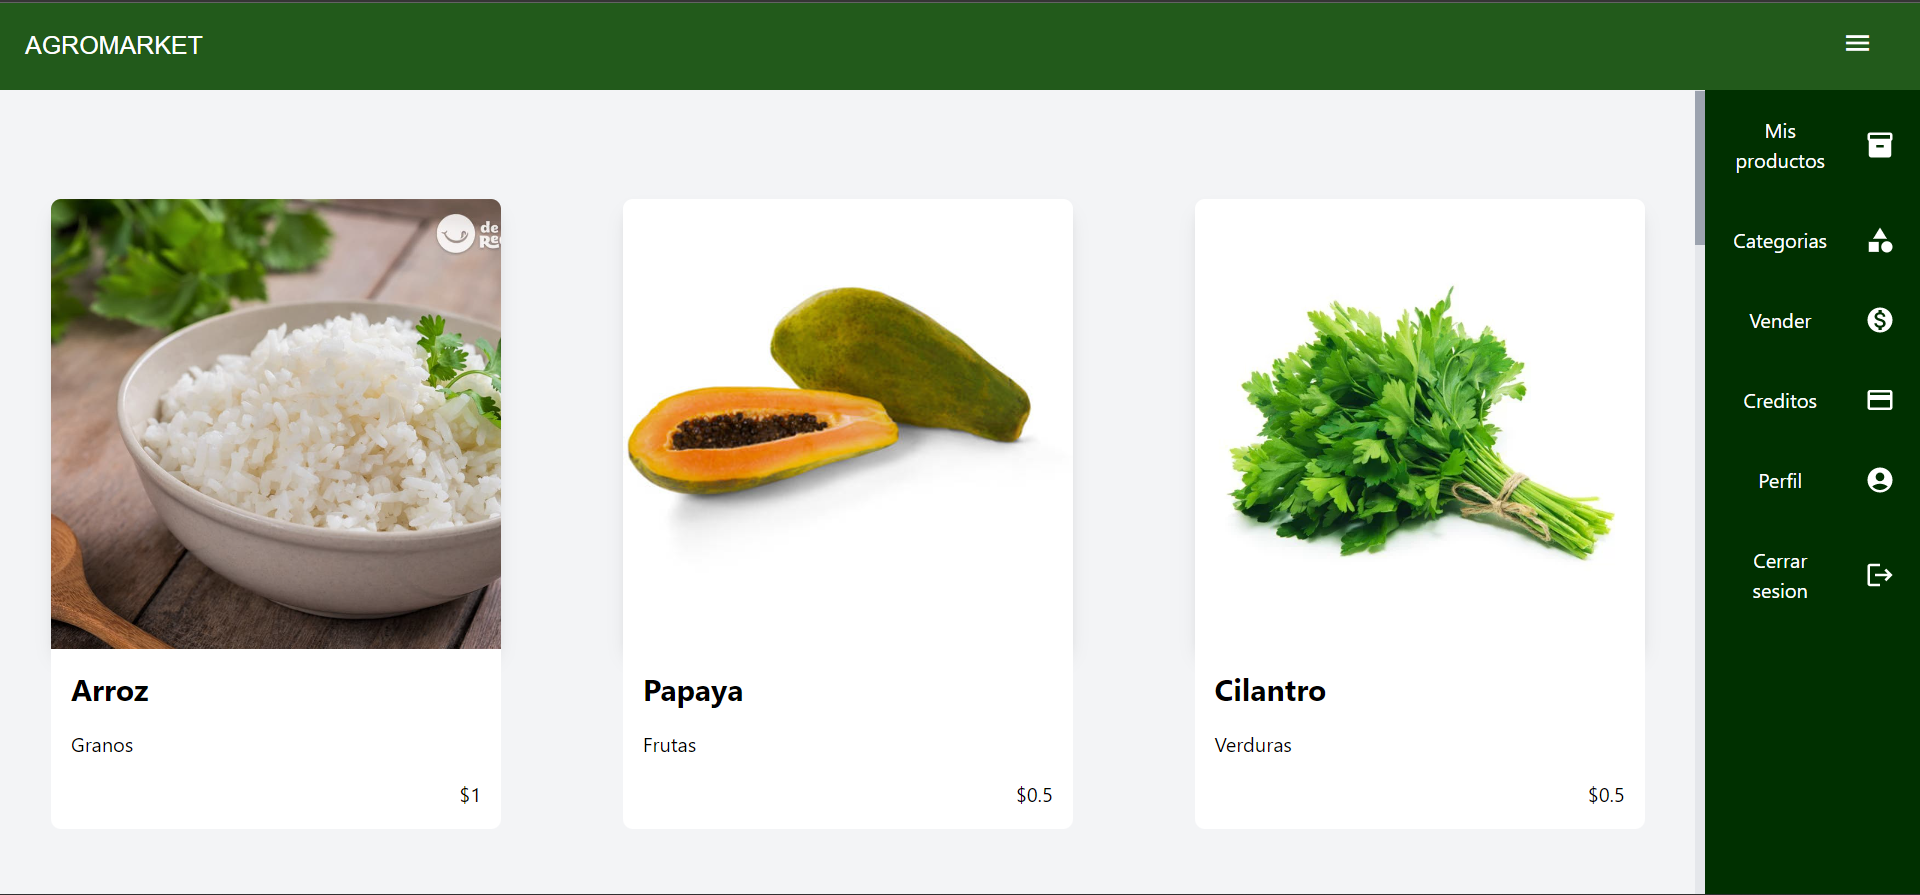 AGROMARKET
Mis
productos
Categorias
Vender
Creditos
Perfil
Cerrar
sesion
de
Arroz
Granos
$1
Papaya
Frutas
$0.5
Cilantro
Verduras
$0.5